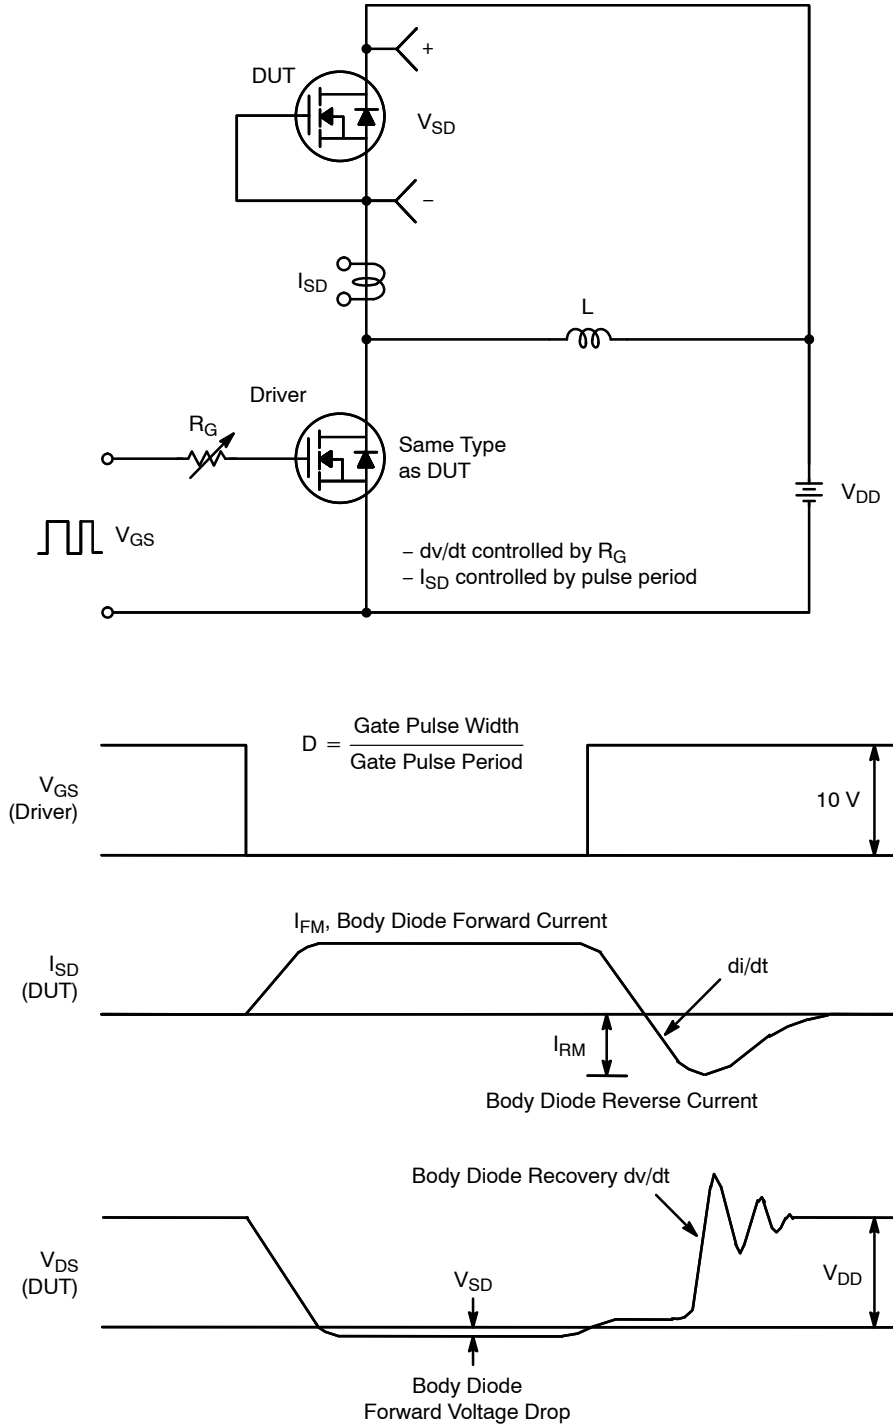 +
DUT
V_SD
−
I_SD
L
Driver
R_G
Same Type
as DUT
V_DD
V_GS
− dv/dt controlled by R_G
− I_SD controlled by pulse period
D = Gate Pulse Width / Gate Pulse Period
V_GS
(Driver)
10 V
I_FM, Body Diode Forward Current
I_SD
(DUT)
di/dt
I_RM
Body Diode Reverse Current
Body Diode Recovery dv/dt
V_DS
(DUT)
V_SD
V_DD
Body Diode
Forward Voltage Drop